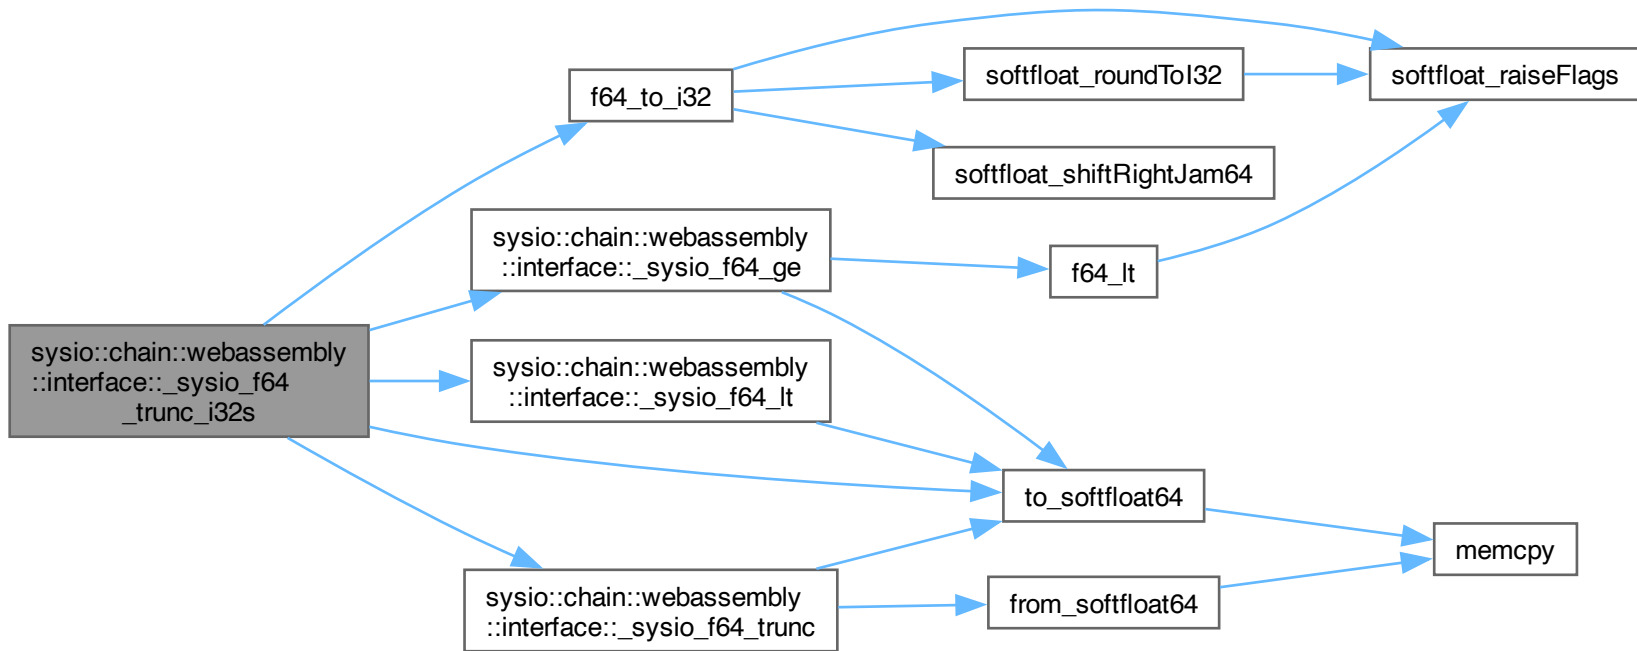 sysio::chain::webassembly
::interface::_sysio_f64
_trunc_i32s
f64_to_i32
softfloat_roundToI32
softfloat_raiseFlags
softfloat_shiftRightJam64
sysio::chain::webassembly
::interface::_sysio_f64_ge
f64_lt
sysio::chain::webassembly
::interface::_sysio_f64_lt
to_softfloat64
memcpy
sysio::chain::webassembly
::interface::_sysio_f64_trunc
from_softfloat64